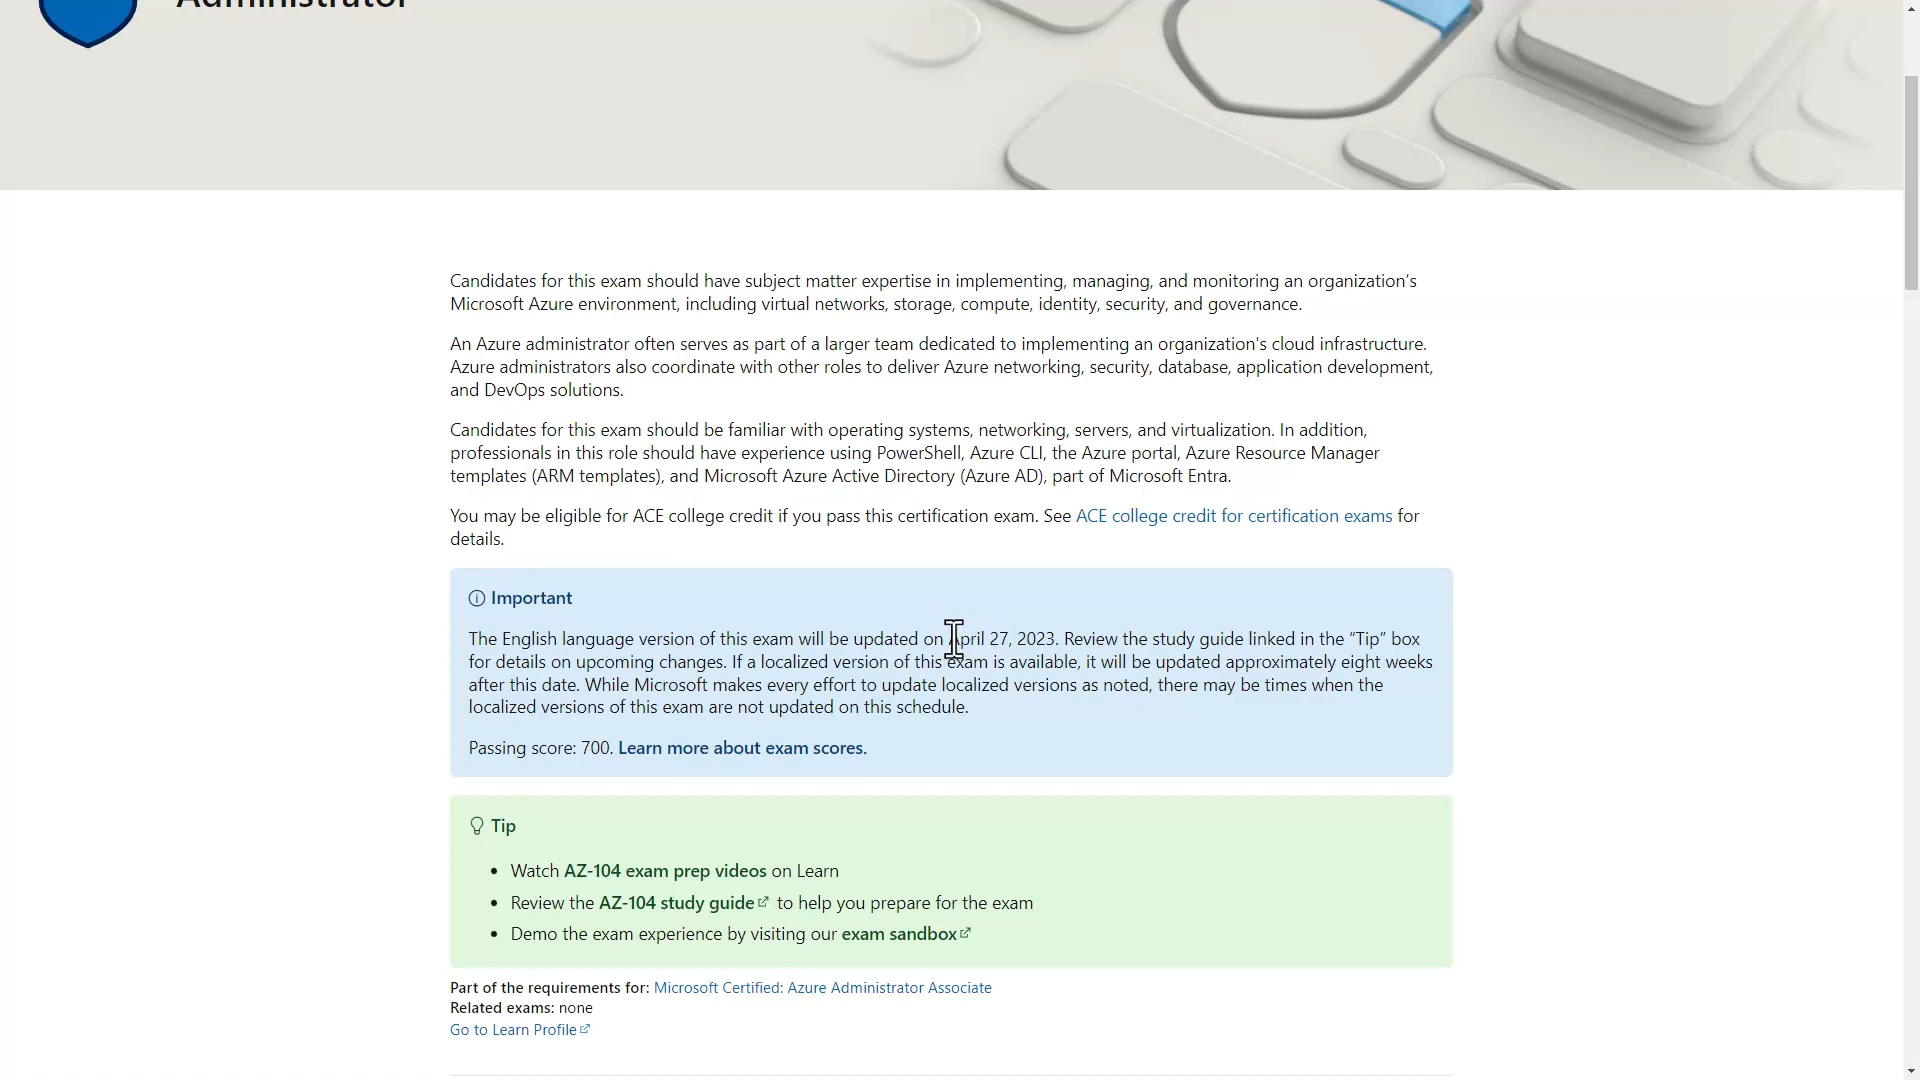 Administrator
Candidates for this exam should have subject matter expertise in implementing, managing, and monitoring an organization’s
Microsoft Azure environment, including virtual networks, storage, compute, identity, security, and governance.
An Azure administrator often serves as part of a larger team dedicated to implementing an organization's cloud infrastructure.
Azure administrators also coordinate with other roles to deliver Azure networking, security, database, application development,
and DevOps solutions.
Candidates for this exam should be familiar with operating systems, networking, servers, and virtualization. In addition,
professionals in this role should have experience using PowerShell, Azure CLI, the Azure portal, Azure Resource Manager
templates (ARM templates), and Microsoft Azure Active Directory (Azure AD), part of Microsoft Entra.
You may be eligible for ACE college credit if you pass this certification exam. See ACE college credit for certification exams for
details.
Important
The English language version of this exam will be updated on April 27, 2023. Review the study guide linked in the “Tip” box
for details on upcoming changes. If a localized version of this exam is available, it will be updated approximately eight weeks
after this date. While Microsoft makes every effort to update localized versions as noted, there may be times when the
localized versions of this exam are not updated on this schedule.
Passing score: 700. Learn more about exam scores.
Tip
• Watch AZ-104 exam prep videos on Learn
• Review the AZ-104 study guide to help you prepare for the exam
• Demo the exam experience by visiting our exam sandbox
Part of the requirements for: Microsoft Certified: Azure Administrator Associate
Related exams: none
Go to Learn Profile